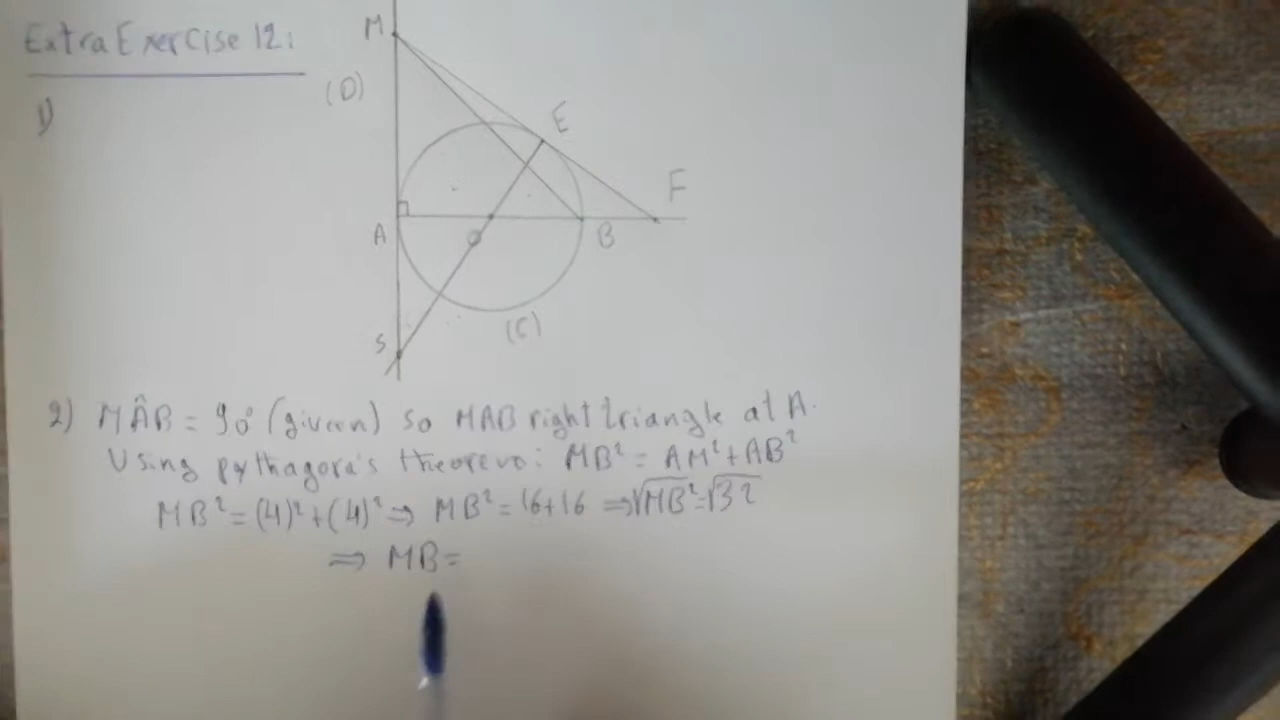 Extra Exercise 12:
1)
M
(D)
E
F
A
O
B
S
(C)
2) MÂB = 90° (given) so MAB right triangle at A.
Using pythagora's theorem: MB² = AM² + AB²
MB² = (4)² + (4)² ⇒ MB² = 16+16 ⇒ √MB² = √32
⇒ MB =